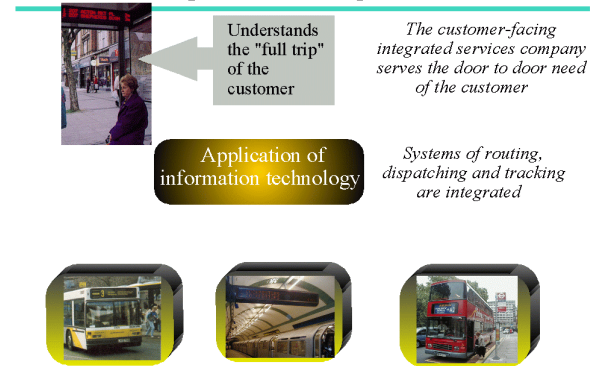 Understands
the "full trip"
of the
customer
The customer-facing
integrated services company
serves the door to door need
of the customer
Application of
information technology
Systems of routing,
dispatching and tracking
are integrated
3